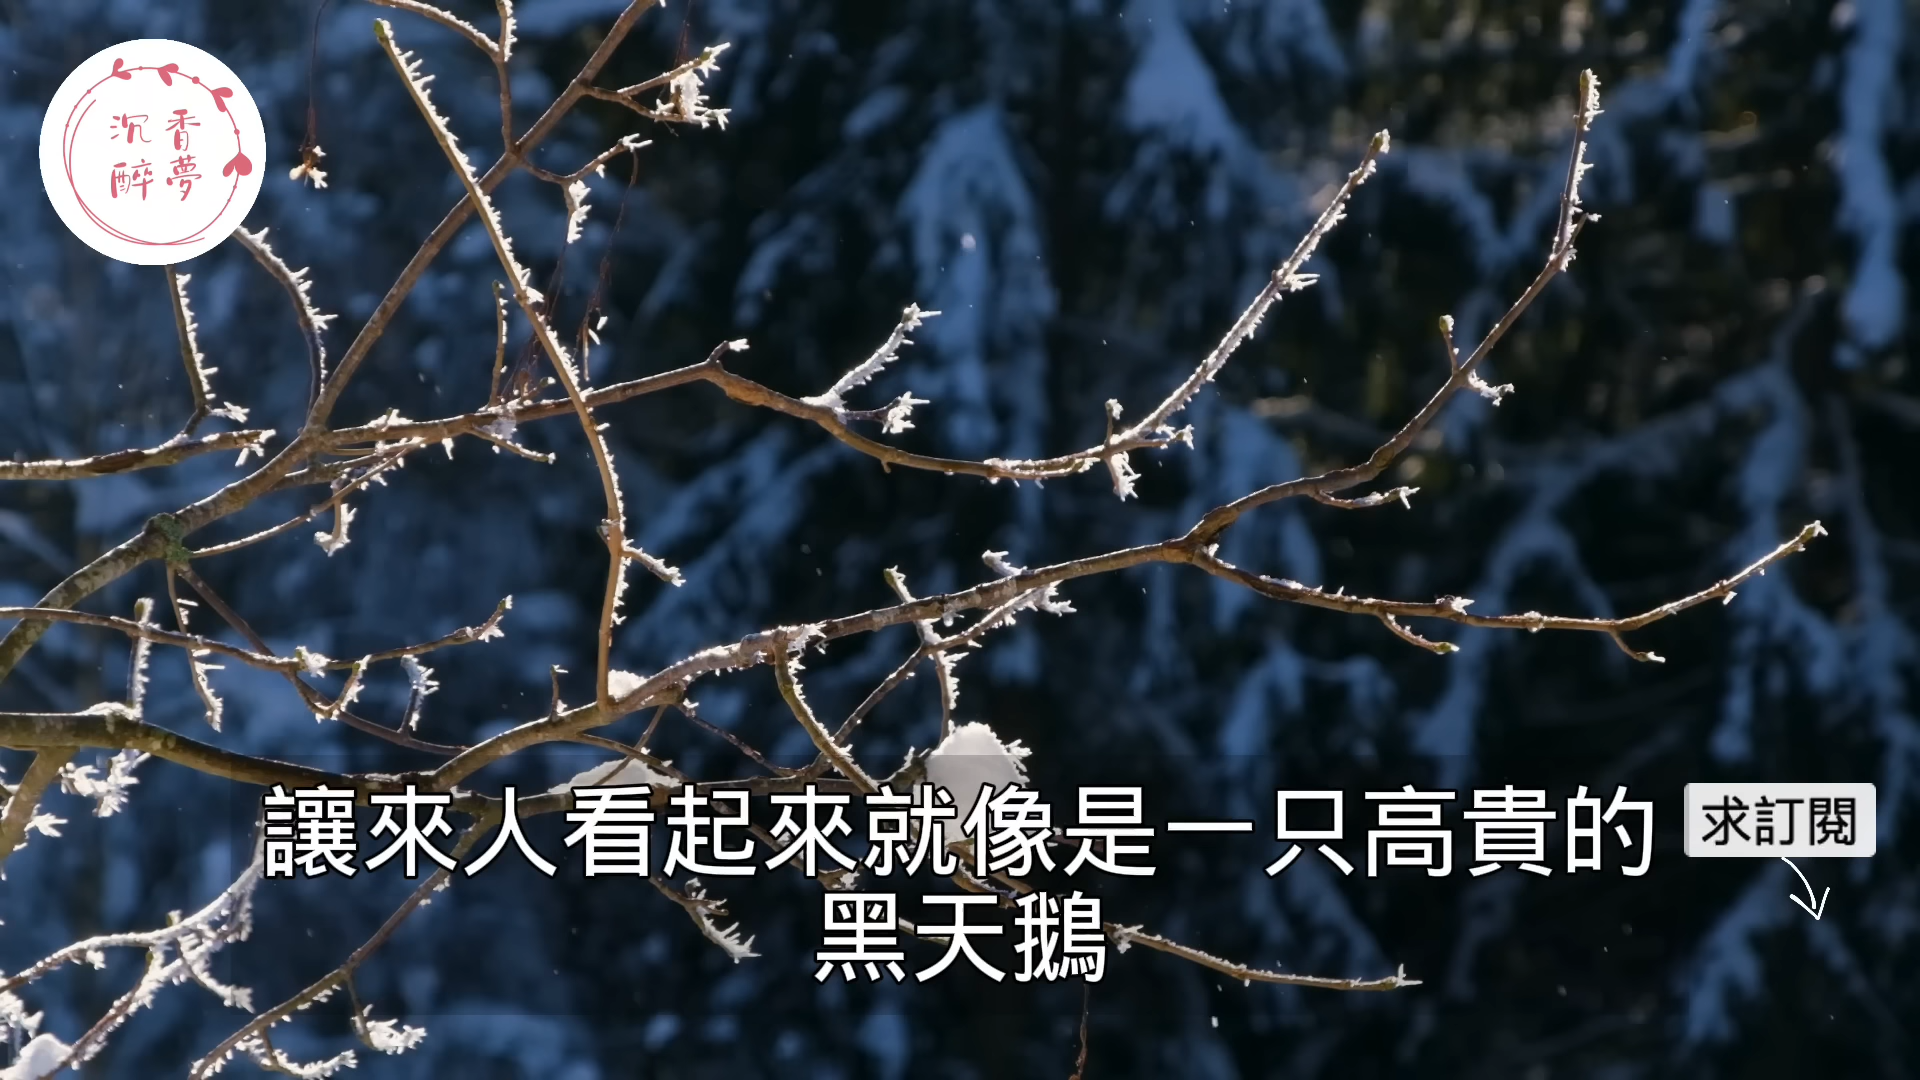 沉香
醉夢
讓來人看起來就像是一只高貴的
黑天鵝
求訂閱